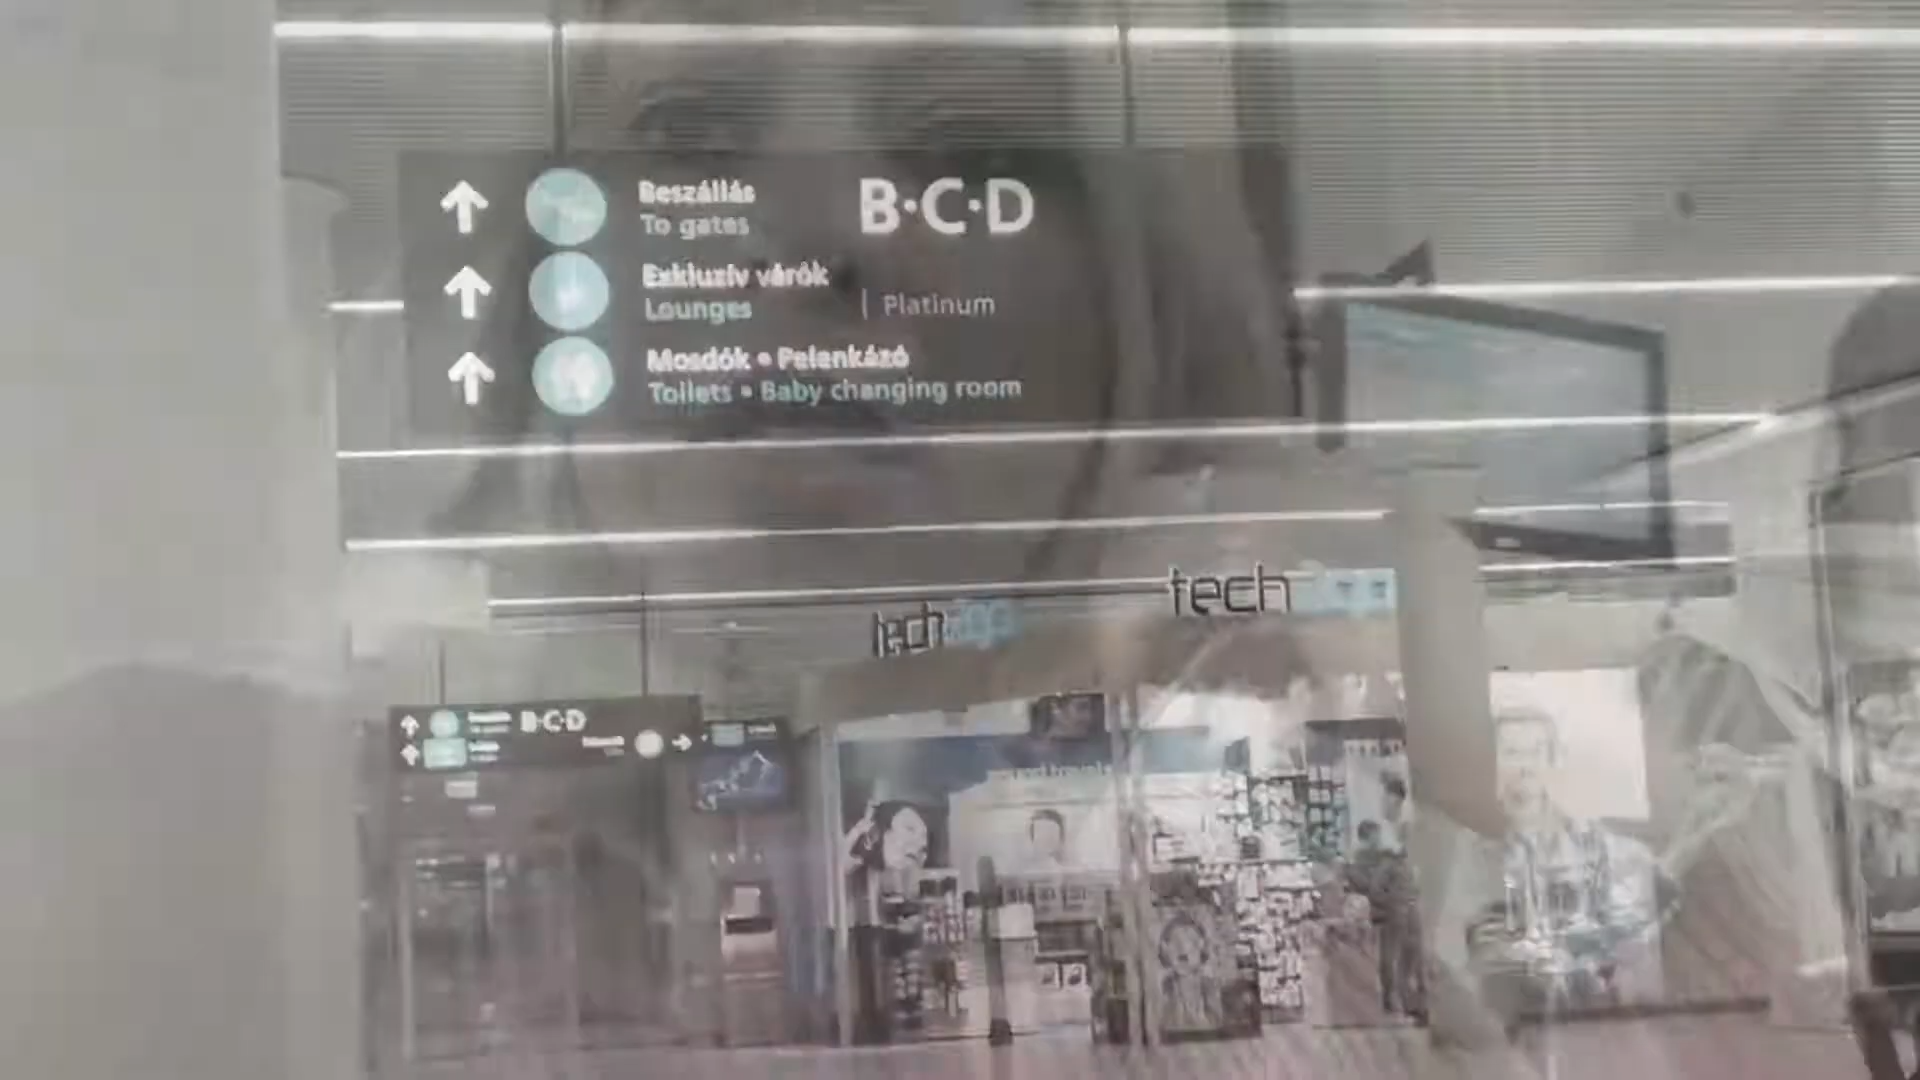 Beszállás
To gates
B·C·D
Exkluzív várók
Lounges | Platinum
Mosdók • Pelenkázó
Toilets • Baby changing room
tech
tech
B·C·D